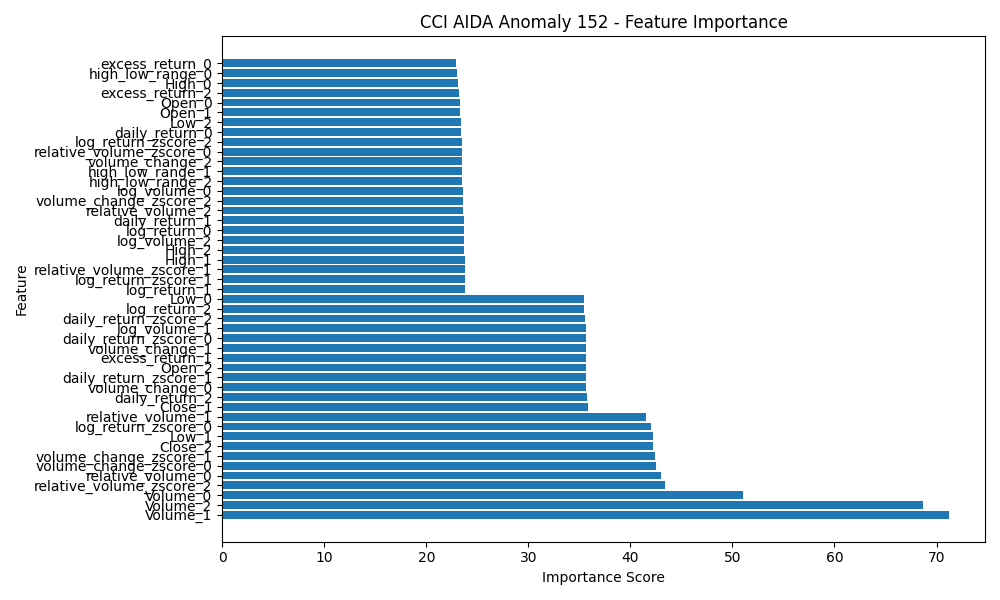 CCI AIDA Anomaly 152 - Feature Importance
excess_return_0
high_low_range_0
High_0
excess_return_2
Open_0
Open_1
Low_2
daily_return_0
log_return_zscore_2
relative_volume_zscore_0
volume_change_2
high_low_range_1
high_low_range_2
log_volume_0
volume_change_zscore_2
relative_volume_2
daily_return_1
log_return_0
log_volume_2
High_2
High_1
relative_volume_zscore_1
log_return_zscore_1
log_return_1
Low_0
log_return_2
daily_return_zscore_2
log_volume_1
daily_return_zscore_0
volume_change_1
excess_return_1
Open_2
daily_return_zscore_1
volume_change_0
daily_return_2
Close_1
relative_volume_1
log_return_zscore_0
Low_1
Close_2
volume_change_zscore_1
volume_change_zscore_0
relative_volume_0
relative_volume_zscore_2
Volume_0
Volume_2
Volume_1
Feature
0 10 20 30 40 50 60 70
Importance Score